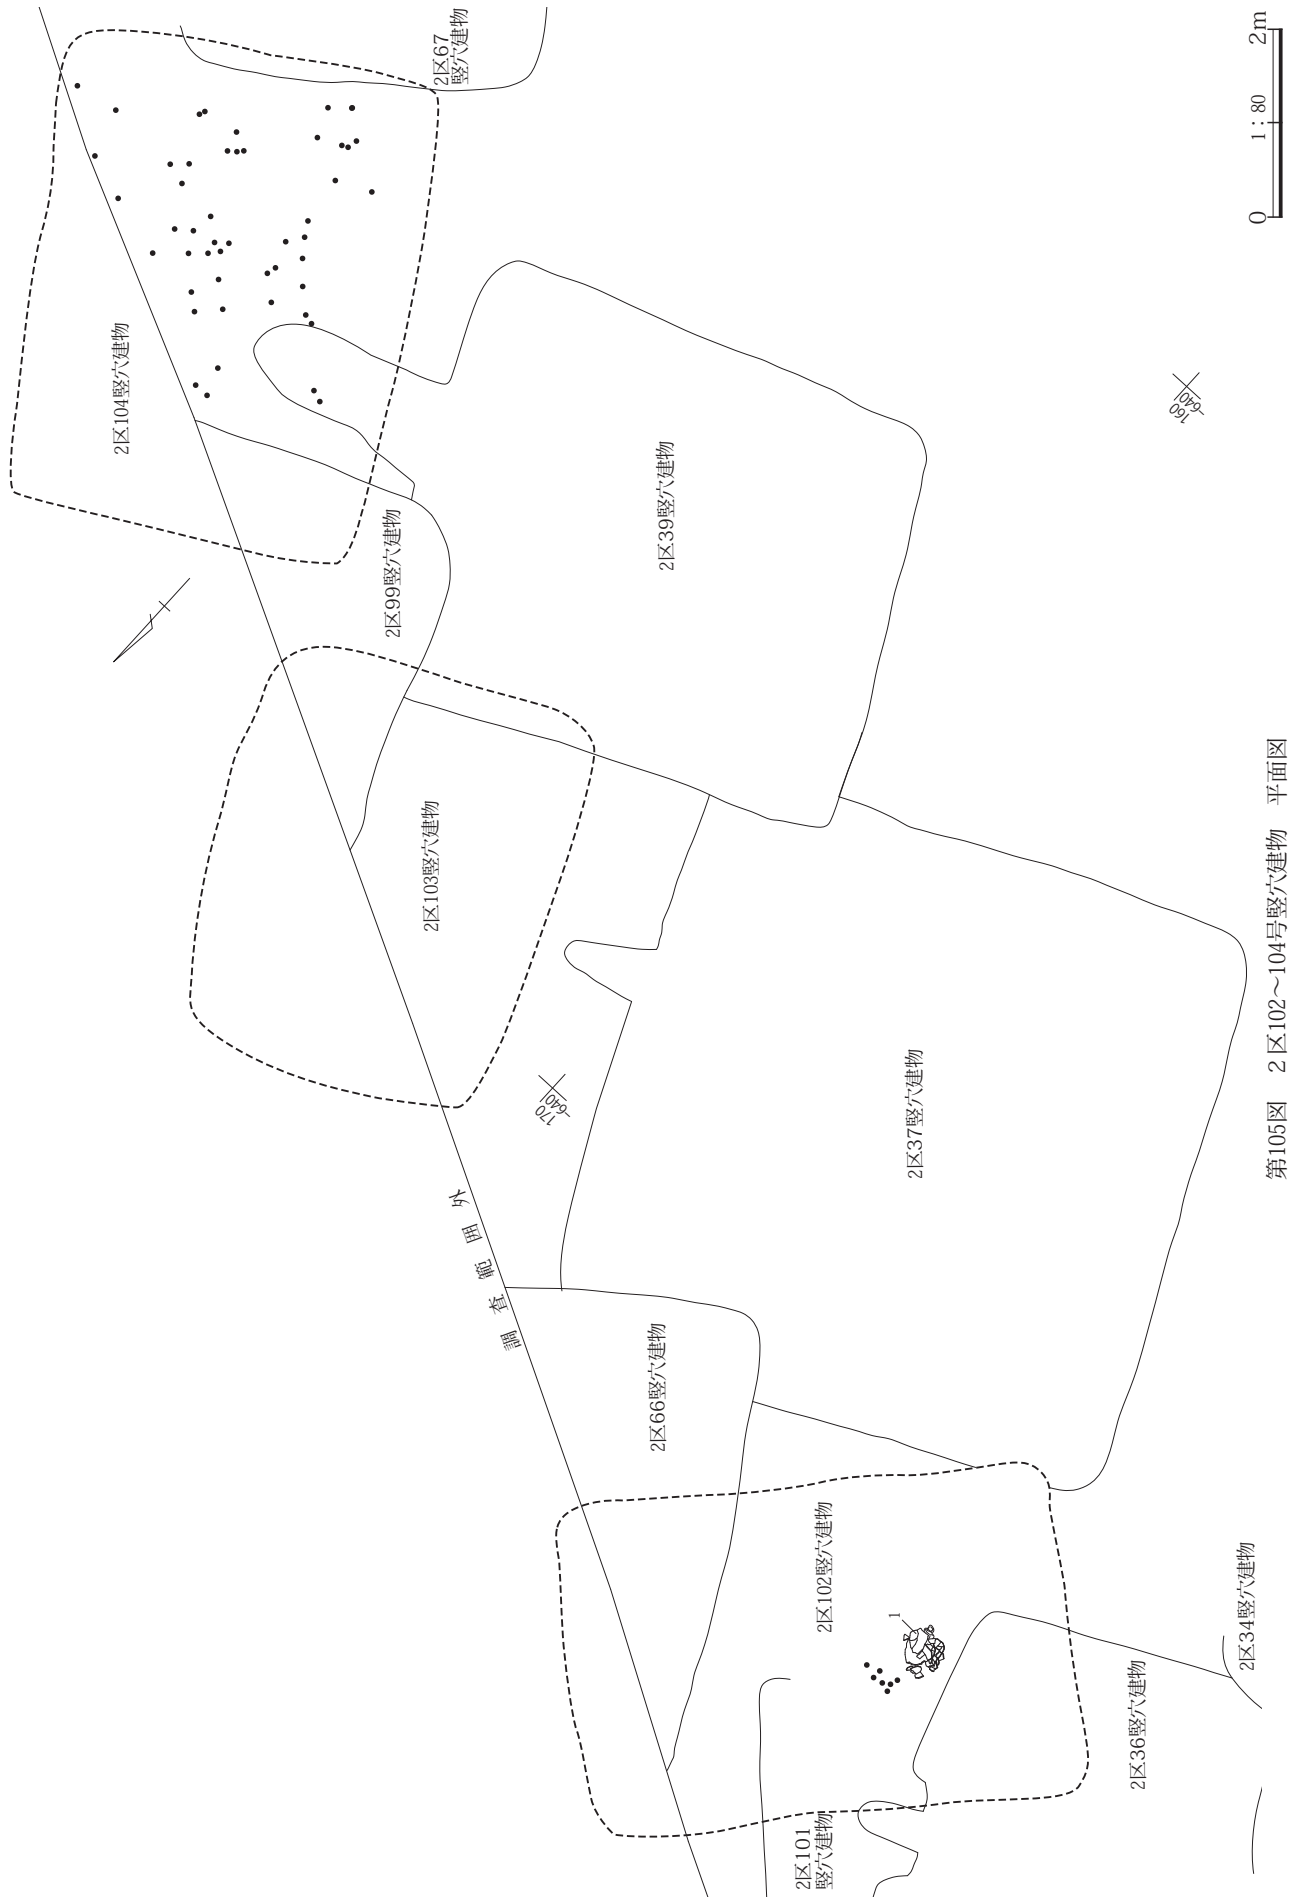 2区67
竪穴建物
2区104竪穴建物
2区99竪穴建物
2区39竪穴建物
2区103竪穴建物
調査範囲外
2区37竪穴建物
2区66竪穴建物
2区102竪穴建物
1
2区101
竪穴建物
2区36竪穴建物
2区34竪穴建物
160
-640
170
-640
0 1:80 2m
第105図 2区102~104号竪穴建物 平面図